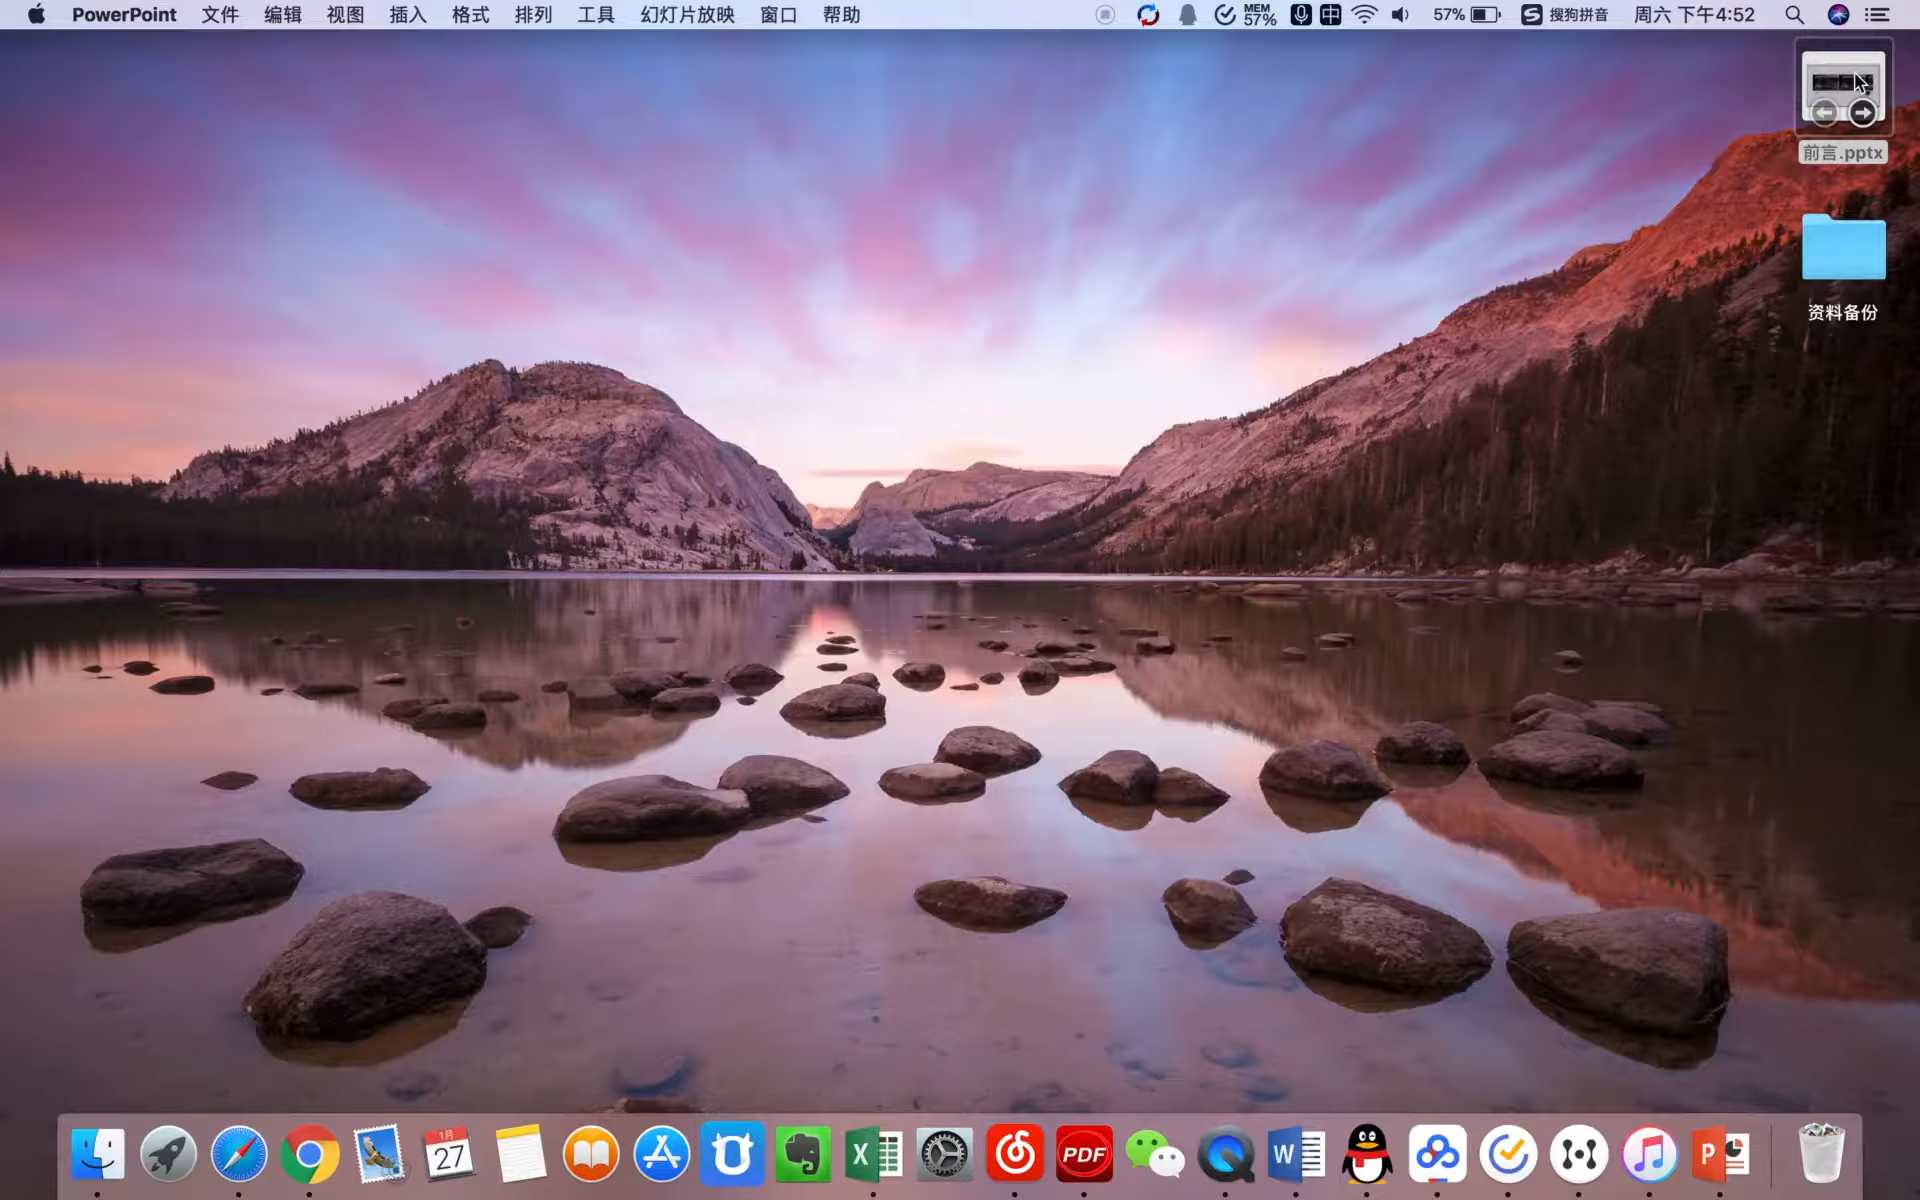 PowerPoint 文件 编辑 视图 插入 格式 排列 工具 幻灯片放映 窗口 帮助 MEM 57% 中 57% S 搜狗拼音 周六 下午4:52
前言.pptx
资料备份
1月
27
X
PDF
W
P